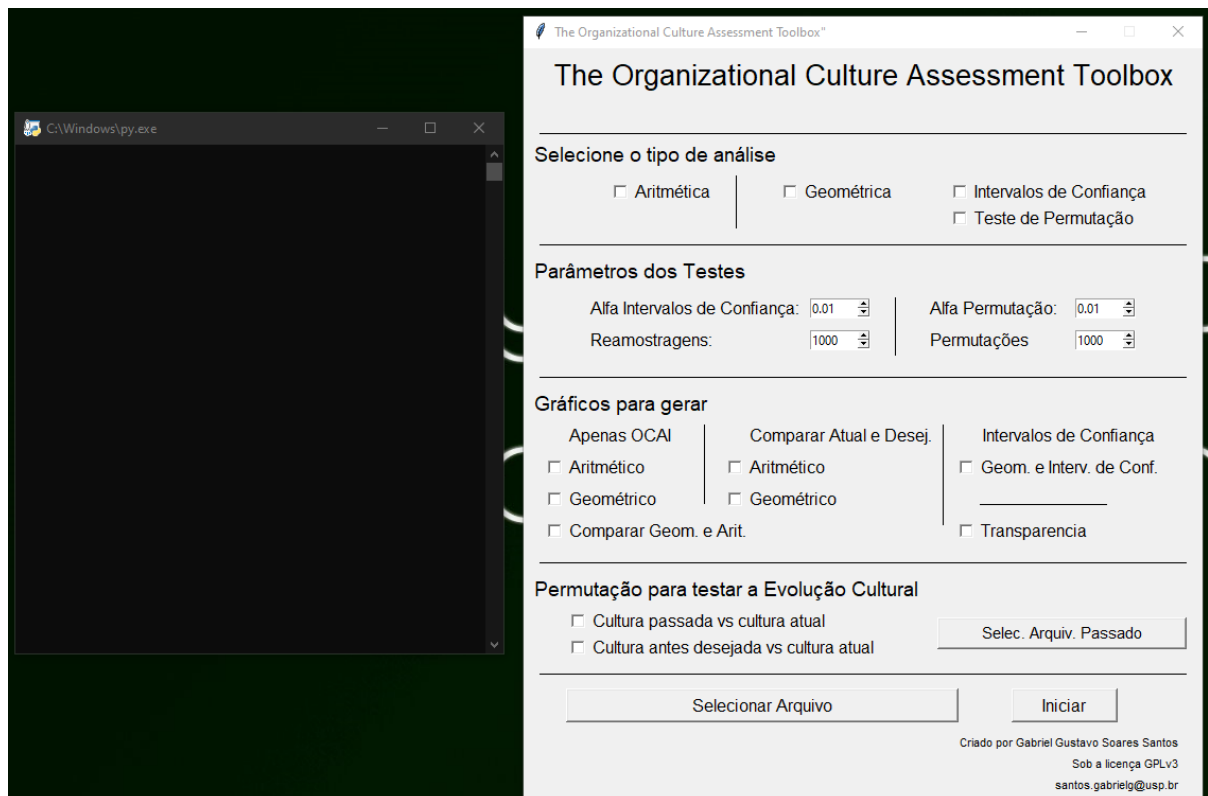 C:\Windows\py.exe
The Organizational Culture Assessment Toolbox"
The Organizational Culture Assessment Toolbox
Selecione o tipo de análise
Aritmética
Geométrica
Intervalos de Confiança
Teste de Permutação
Parâmetros dos Testes
Alfa Intervalos de Confiança: 0.01
Alfa Permutação: 0.01
Reamostragens: 1000
Permutações 1000
Gráficos para gerar
Apenas OCAI
Comparar Atual e Desej.
Intervalos de Confiança
Aritmético
Aritmético
Geom. e Interv. de Conf.
Geométrico
Geométrico
Comparar Geom. e Arit.
Transparencia
Permutação para testar a Evolução Cultural
Cultura passada vs cultura atual
Cultura antes desejada vs cultura atual
Selec. Arquiv. Passado
Selecionar Arquivo
Iniciar
Criado por Gabriel Gustavo Soares Santos
Sob a licença GPLv3
santos.gabrielg@usp.br